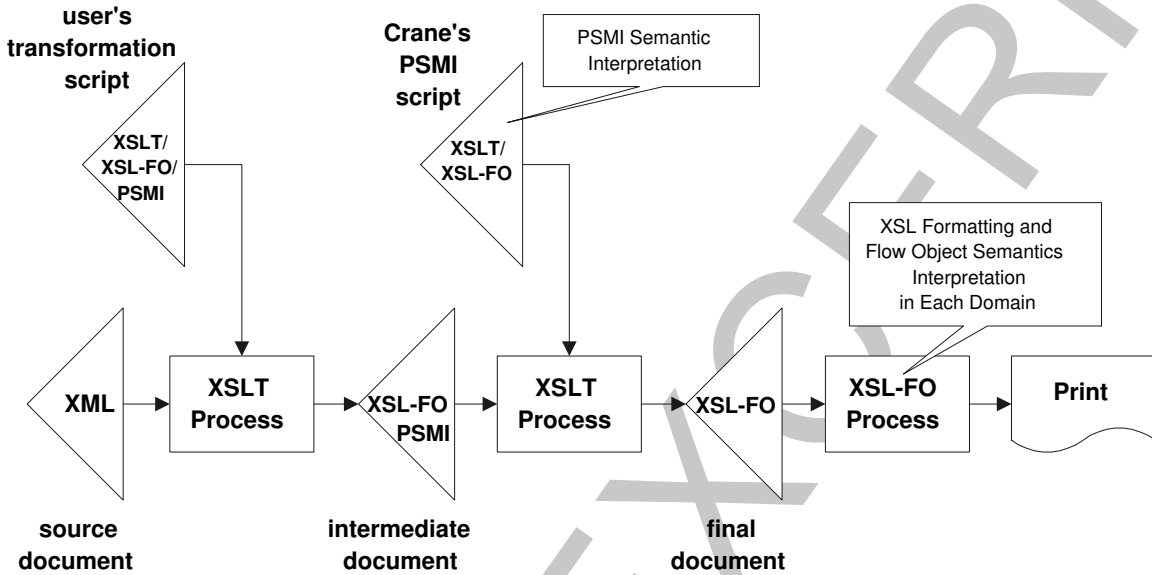 user's
transformation
script
Crane's
PSMI
script
PSMI Semantic
Interpretation
XSLT/
XSL-FO/
PSMI
XSLT/
XSL-FO
XSL Formatting and
Flow Object Semantics
Interpretation
in Each Domain
XML
XSLT
Process
XSL-FO
PSMI
XSLT
Process
XSL-FO
XSL-FO
Process
Print
source
document
intermediate
document
final
document